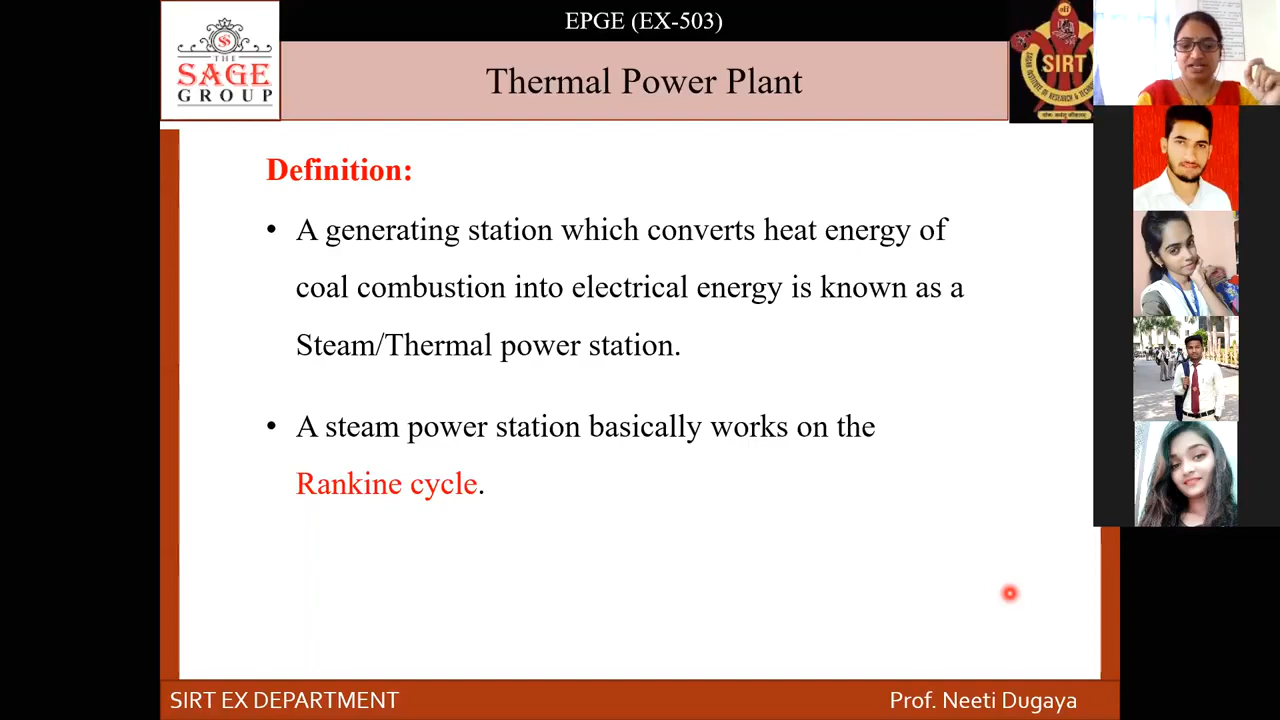 EPGE (EX-503)
THE
SAGE
GROUP
Thermal Power Plant
SIRT
Definition:
• A generating station which converts heat energy of
coal combustion into electrical energy is known as a
Steam/Thermal power station.
• A steam power station basically works on the
Rankine cycle.
SIRT EX DEPARTMENT
Prof. Neeti Dugaya